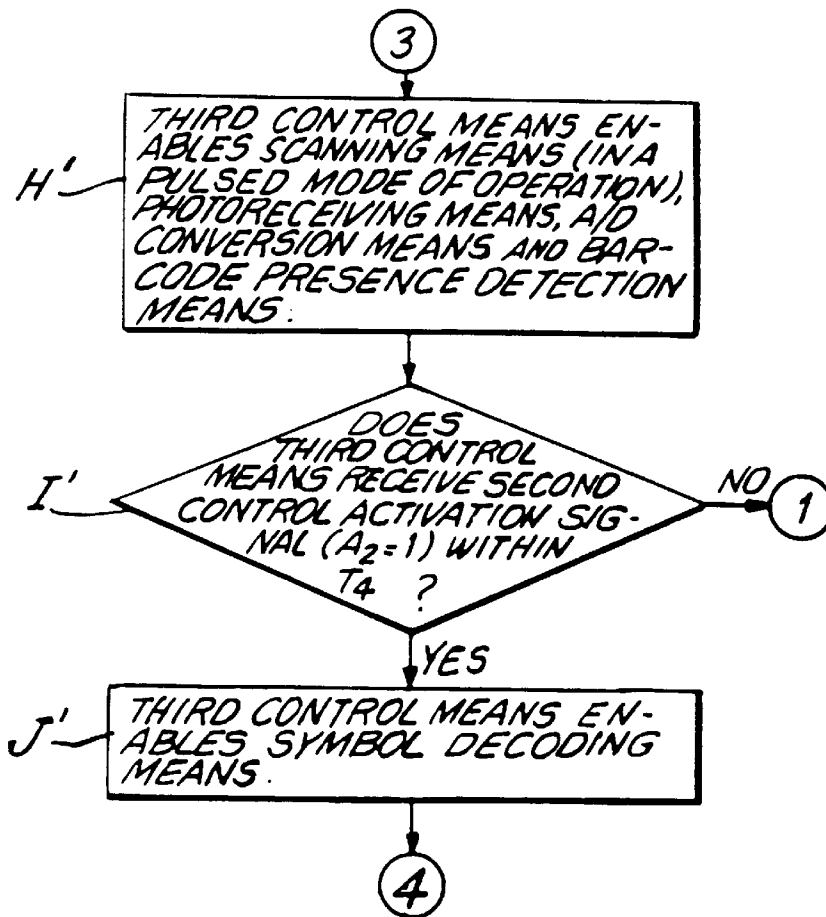 3
THIRD CONTROL MEANS EN-
ABLES SCANNING MEANS (IN A
PULSED MODE OF OPERATION),
PHOTORECEIVING MEANS, A/D
CONVERSION MEANS AND BAR-
CODE PRESENCE DETECTION
MEANS.
H'
DOES
THIRD CONTROL
MEANS RECEIVE SECOND
CONTROL ACTIVATION SIG-
NAL (A2=1) WITHIN
T4 ?
I'
NO
1
YES
THIRD CONTROL MEANS EN-
ABLES SYMBOL DECODING
MEANS.
J'
4